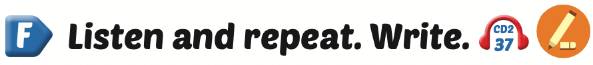 F Listen and repeat. Write. CD2 37